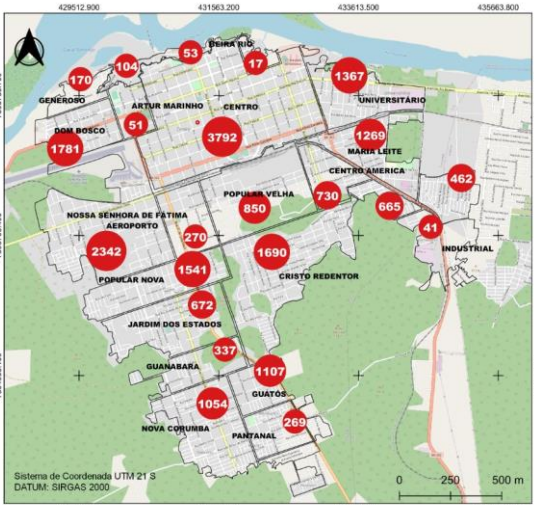 429512.900 431563.200 433613.500 435663.800
BEIRA RIO
53
17
104
170
1367
GENEROSO
ARTUR MARINHO
CENTRO
UNIVERSITÁRIO
51
DOM BOSCO
1781
3792
1269
MARIA LEITE
CENTRO AMERICA
462
POPULAR VELHA
730
850
665
NOSSA SENHORA DE FÁTIMA
AEROPORTO
41
270
2342
1690
INDUSTRIAL
1541
POPULAR NOVA
CRISTO REDENTOR
672
JARDIM DOS ESTADOS
337
GUANABARA
1107
GUATÓS
1054
269
NOVA CORUMBA
PANTANAL
Sistema de Coordenada UTM 21 S
DATUM: SIRGAS 2000
0 250 500 m